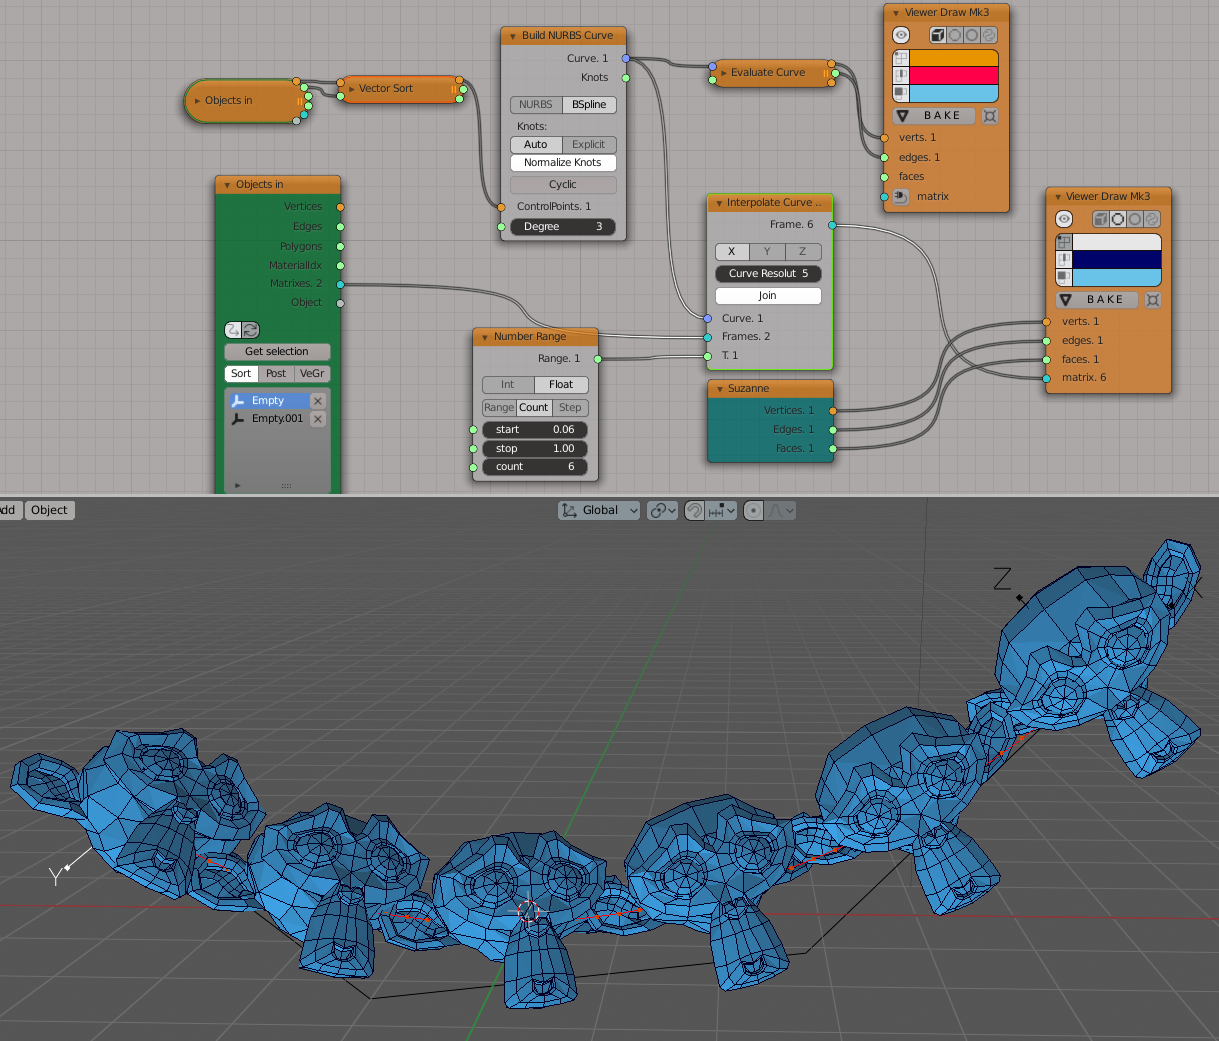 Objects in
Vector Sort
Build NURBS Curve
Curve. 1
Knots
NURBS BSpline
Knots:
Auto Explicit
Normalize Knots
Cyclic
ControlPoints. 1
Degree 3
Evaluate Curve
Viewer Draw Mk3
BAKE
verts. 1
edges. 1
faces
matrix
Objects in
Vertices
Edges
Polygons
MaterialIdx
Matrixes. 2
Object
Get selection
Sort Post VeGr
Empty
Empty.001
Number Range
Range. 1
Int Float
Range Count Step
start 0.06
stop 1.00
count 6
Interpolate Curve ..
Frame. 6
X Y Z
Curve Resolut 5
Join
Curve. 1
Frames. 2
T. 1
Suzanne
Vertices. 1
Edges. 1
Faces. 1
Viewer Draw Mk3
BAKE
verts. 1
edges. 1
faces. 1
matrix. 6
dd Object
Global
Z
Y